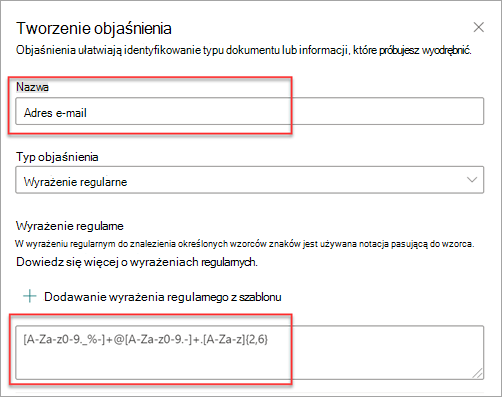 Tworzenie objaśnienia
Objaśnienia ułatwiają identyfikowanie typu dokumentu lub informacji, które próbujesz wyodrębnić.
Nazwa
Adres e-mail
Typ objaśnienia
Wyrażenie regularne
Wyrażenie regularne
W wyrażeniu regularnym do znalezienia określonych wzorców znaków jest używana notacja pasującą do wzorca.
Dowiedz się więcej o wyrażeniach regularnych.
Dodawanie wyrażenia regularnego z szablonu
[A-Za-z0-9._%-]+@[A-Za-z0-9.-]+.[A-Za-z]{2,6}